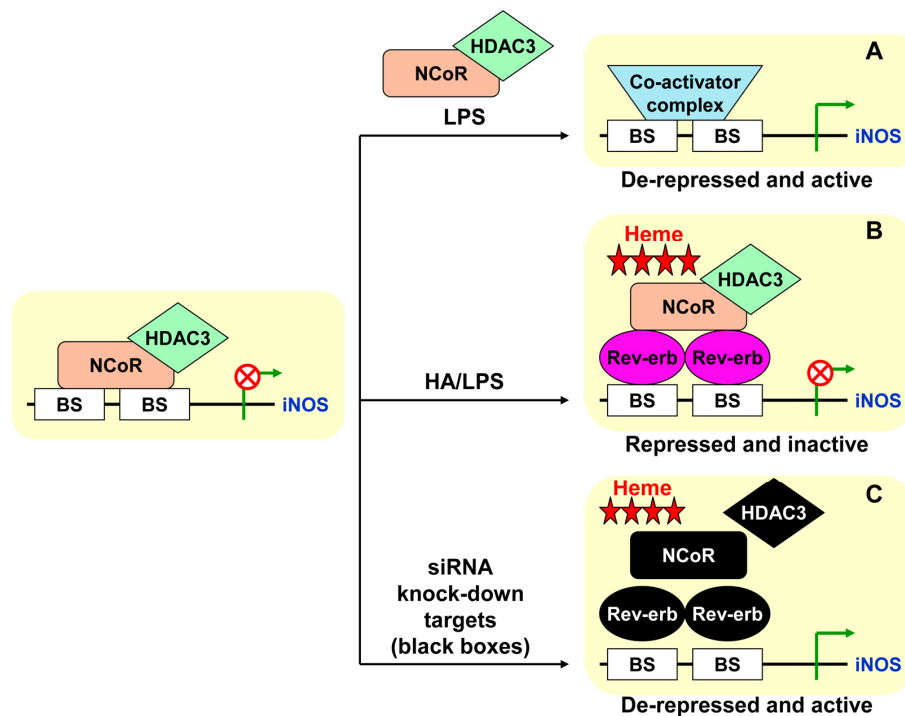 HDAC3
NCoR
LPS
A
Co-activator
complex
BS BS
iNOS
De-repressed and active
HDAC3
NCoR
BS BS
iNOS
HA/LPS
B
Heme
HDAC3
NCoR
Rev-erb Rev-erb
BS BS
iNOS
Repressed and inactive
siRNA
knock-down
targets
(black boxes)
C
Heme
HDAC3
NCoR
Rev-erb Rev-erb
BS BS
iNOS
De-repressed and active